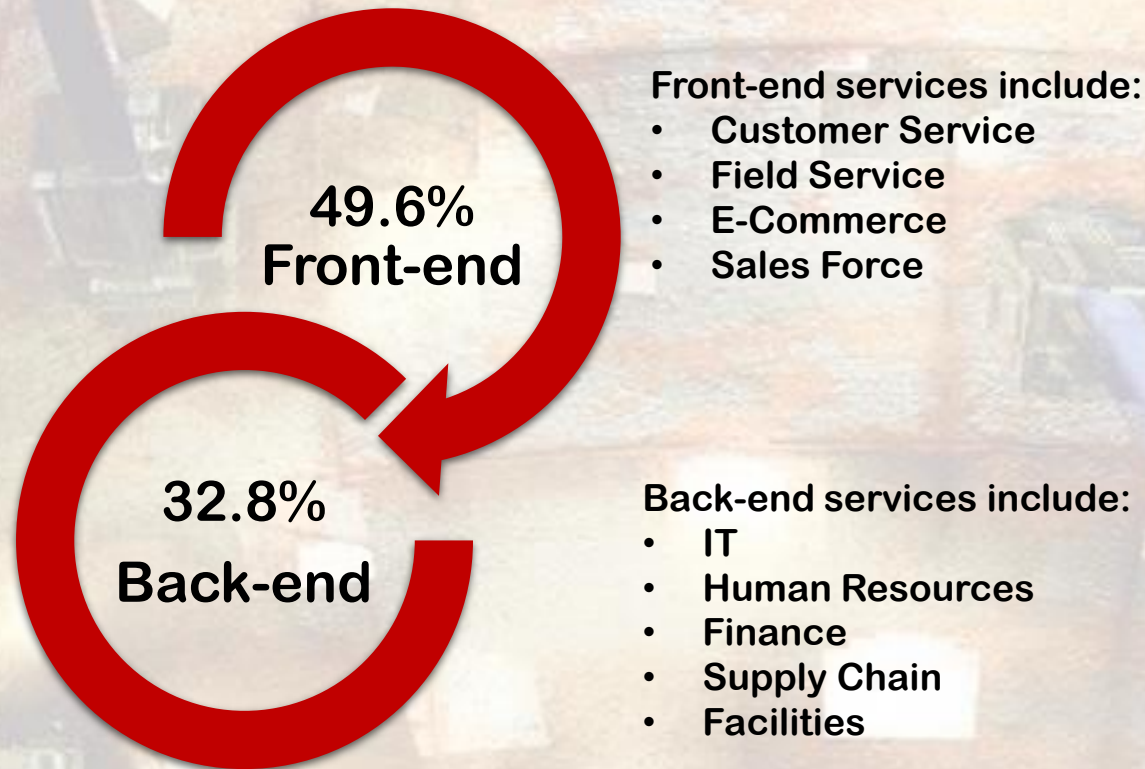 49.6%
Front-end
Front-end services include:
• Customer Service
• Field Service
• E-Commerce
• Sales Force
32.8%
Back-end
Back-end services include:
• IT
• Human Resources
• Finance
• Supply Chain
• Facilities